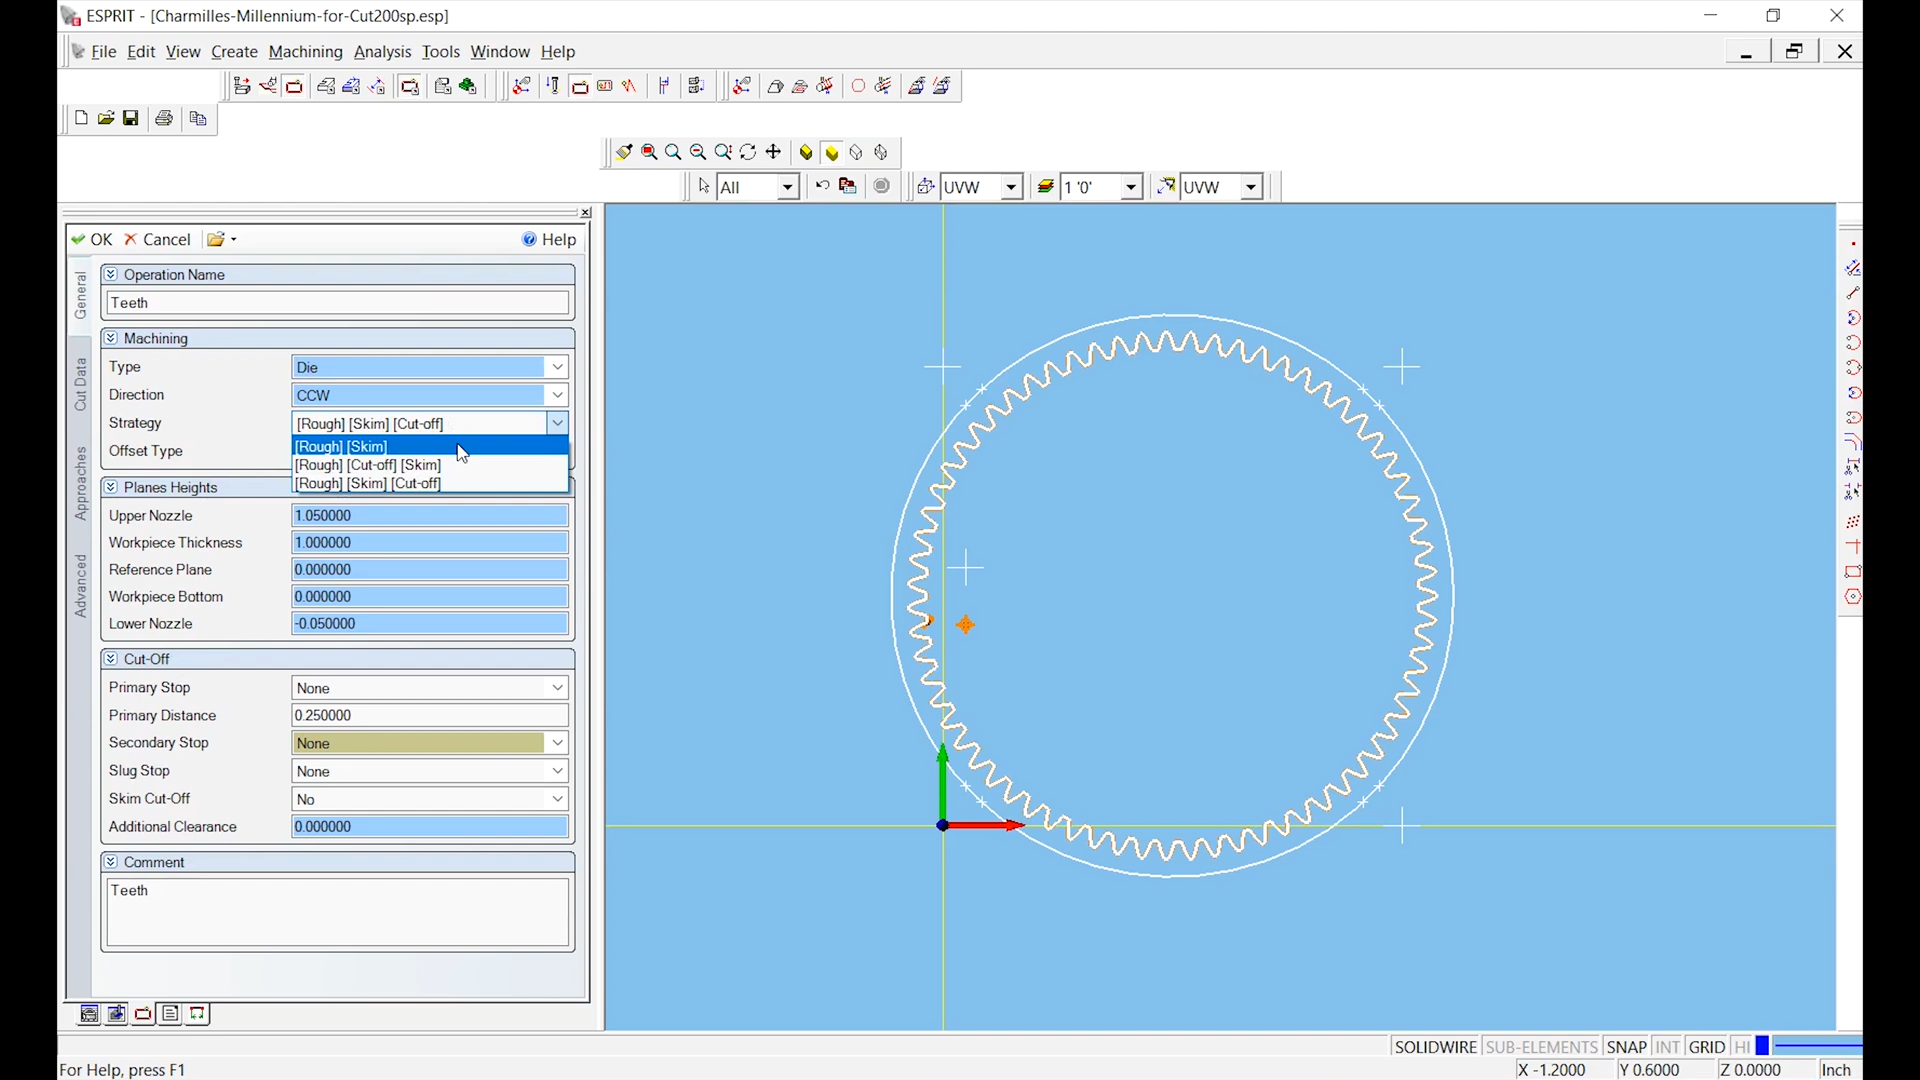 ESPRIT - [Charmilles-Millennium-for-Cut200sp.esp]
File Edit View Create Machining Analysis Tools Window Help
All UVW 1 '0' UVW
OK Cancel Help
General
Cut Data
Approaches
Advanced
Operation Name
Teeth
Machining
Type Die
Direction CCW
Strategy [Rough] [Skim] [Cut-off]
[Rough] [Skim]
Offset Type
[Rough] [Cut-off] [Skim]
[Rough] [Skim] [Cut-off]
Planes Heights
Upper Nozzle 1.050000
Workpiece Thickness 1.000000
Reference Plane 0.000000
Workpiece Bottom 0.000000
Lower Nozzle -0.050000
Cut-Off
Primary Stop None
Primary Distance 0.250000
Secondary Stop None
Slug Stop None
Skim Cut-Off No
Additional Clearance 0.000000
Comment
Teeth
SOLIDWIRE SUB-ELEMENTS SNAP INT GRID HI
For Help, press F1 X -1.2000 Y 0.6000 Z 0.0000 Inch